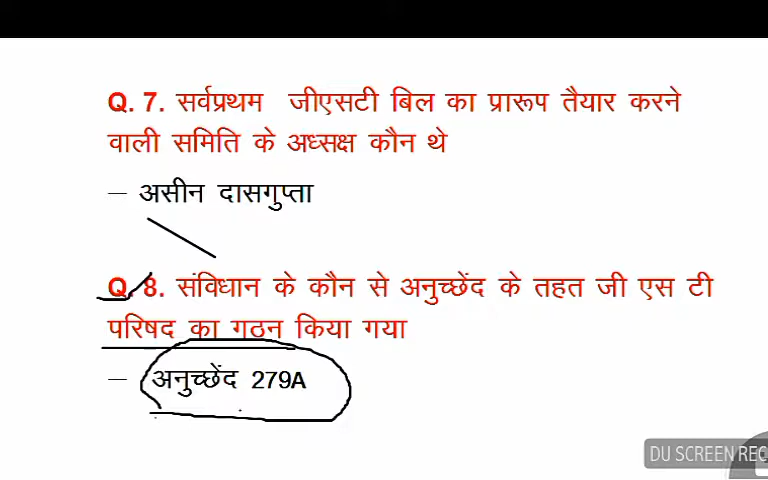 Q. 7. सर्वप्रथम जीएसटी बिल का प्रारूप तैयार करने
वाली समिति के अध्सक्ष कौन थे
– असीन दासगुप्ता
Q. 8. संविधान के कौन से अनुच्छेंद के तहत जी एस टी
परिषद का गठन किया गया
– अनुच्छेंद 279A
DU SCREEN REC